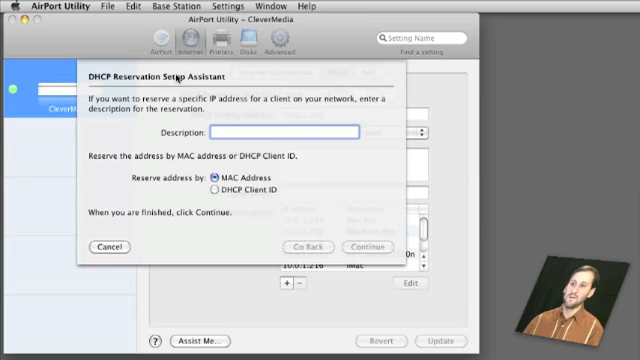 AirPort Utility File Edit Base Station Settings Window Help
AirPort Utility – CleverMedia
AirPort Internet Printers Disks Advanced
Setting Name
Find a setting
DHCP Reservation Setup Assistant
If you want to reserve a specific IP address for a client on your network, enter a
description for the reservation.
Description:
Reserve the address by MAC address or DHCP Client ID.
Reserve address by: MAC Address
DHCP Client ID
When you are finished, click Continue.
Cancel Go Back Continue
10.0.1.216 iMac
+ − Edit
? Assist Me... Revert Update